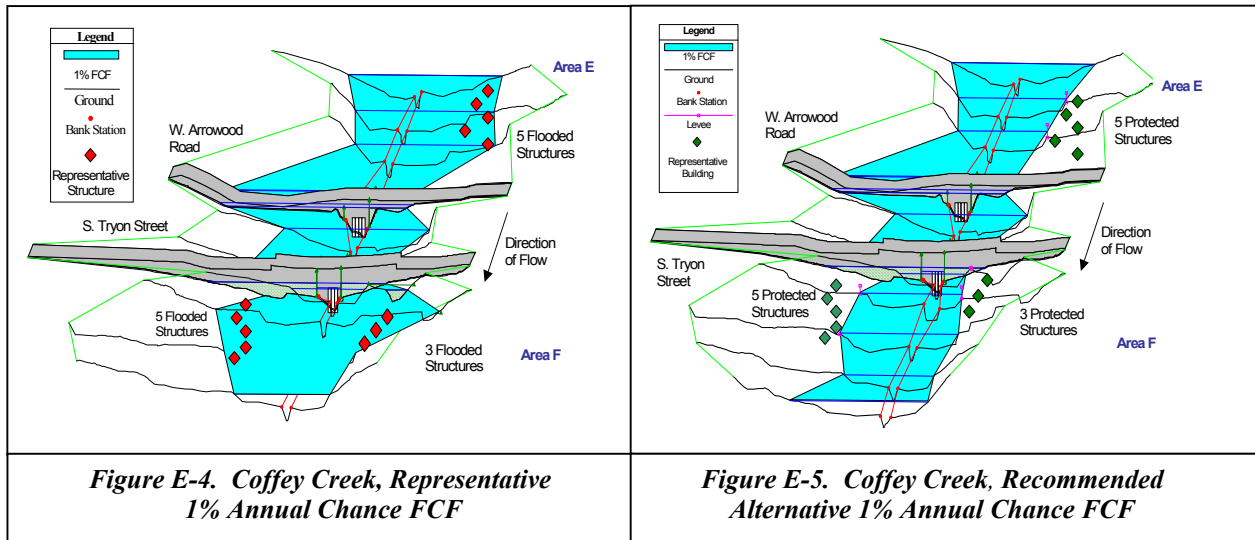 Legend
1% FCF
Ground
Bank Station
Representative
Structure
Area E
W. Arrowood
Road
5 Flooded
Structures
S. Tryon Street
Direction
of Flow
5 Flooded
Structures
3 Flooded
Structures
Area F
Figure E-4. Coffey Creek, Representative
1% Annual Chance FCF
Legend
1% FCF
Ground
Bank Station
Levee
Representative
Building
Area E
W. Arrowood
Road
5 Protected
Structures
Direction
of Flow
S. Tryon
Street
5 Protected
Structures
3 Protected
Structures
Area F
Figure E-5. Coffey Creek, Recommended
Alternative 1% Annual Chance FCF